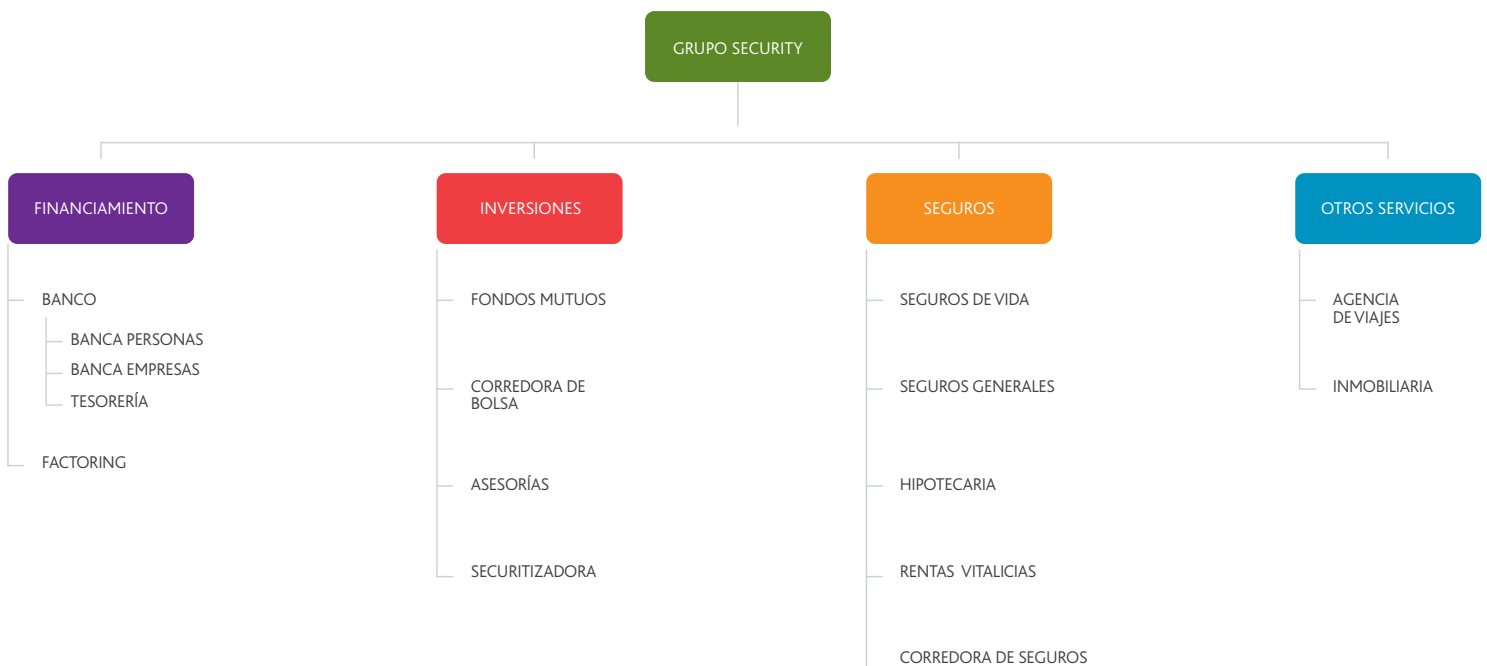 GRUPO SECURITY
FINANCIAMIENTO
BANCO
BANCA PERSONAS
BANCA EMPRESAS
TESORERÍA
FACTORING
INVERSIONES
FONDOS MUTUOS
CORREDORA DE
BOLSA
ASESORÍAS
SECURITIZADORA
SEGUROS
SEGUROS DE VIDA
SEGUROS GENERALES
HIPOTECARIA
RENTAS VITALICIAS
CORREDORA DE SEGUROS
OTROS SERVICIOS
AGENCIA
DE VIAJES
INMOBILIARIA